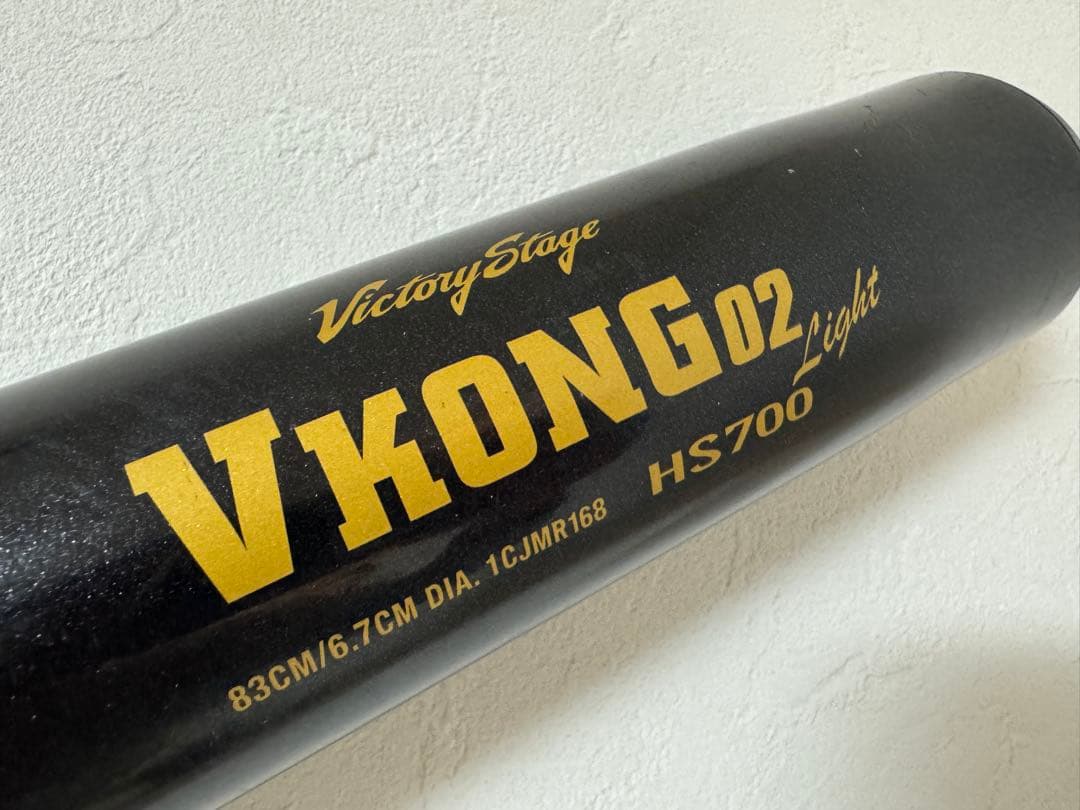 Victory Stage
VKONG02 Light
HS700
83CM/6.7CM DIA. 1CJMR168